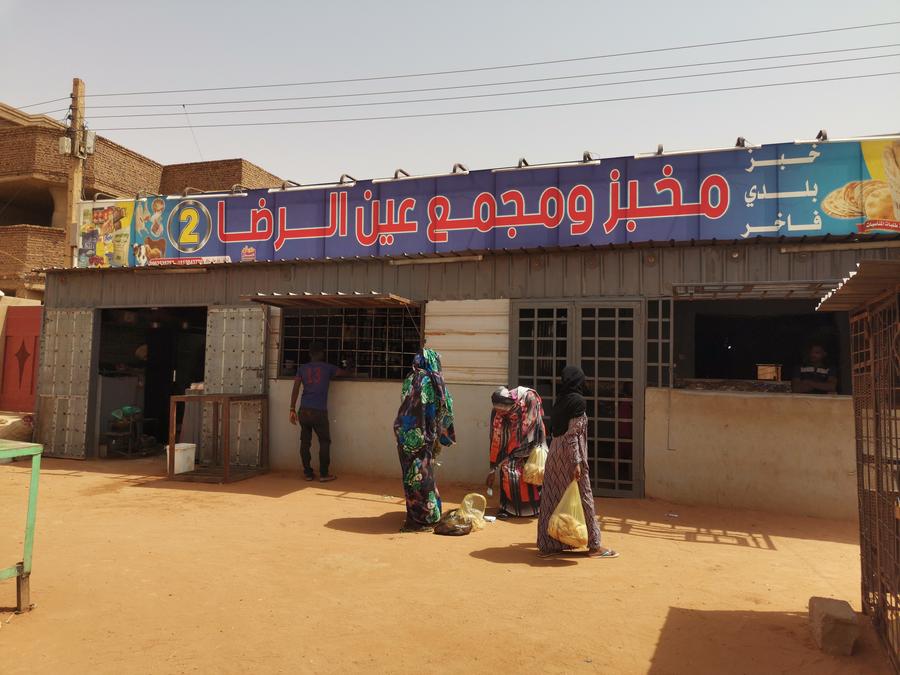 مخبز ومجمع عين الرضا 2
خبز
بلدي
فاخر
13